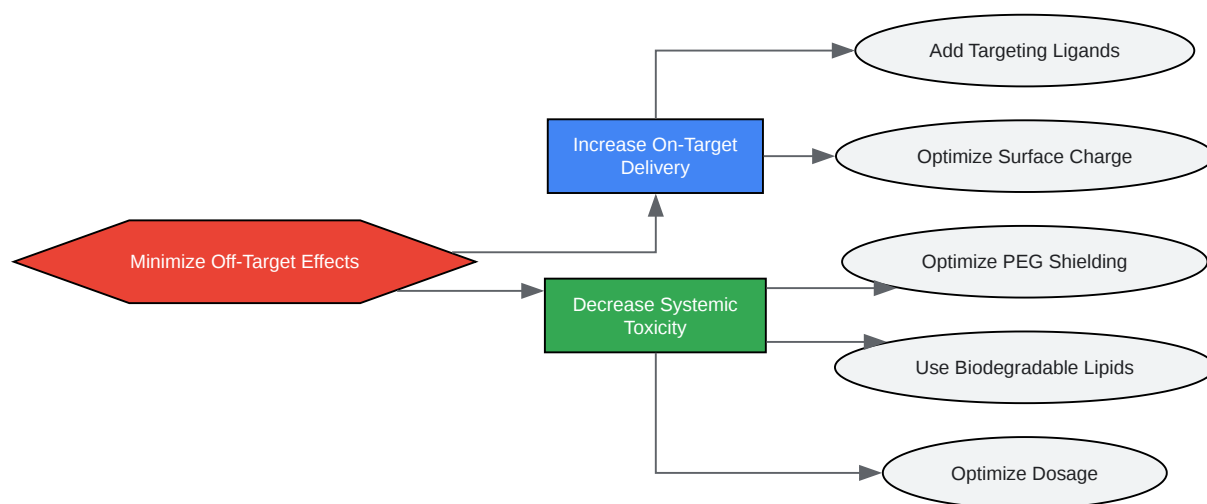 Add Targeting Ligands
Increase On-Target
Delivery
Optimize Surface Charge
Minimize Off-Target Effects
Optimize PEG Shielding
Decrease Systemic
Toxicity
Use Biodegradable Lipids
Optimize Dosage